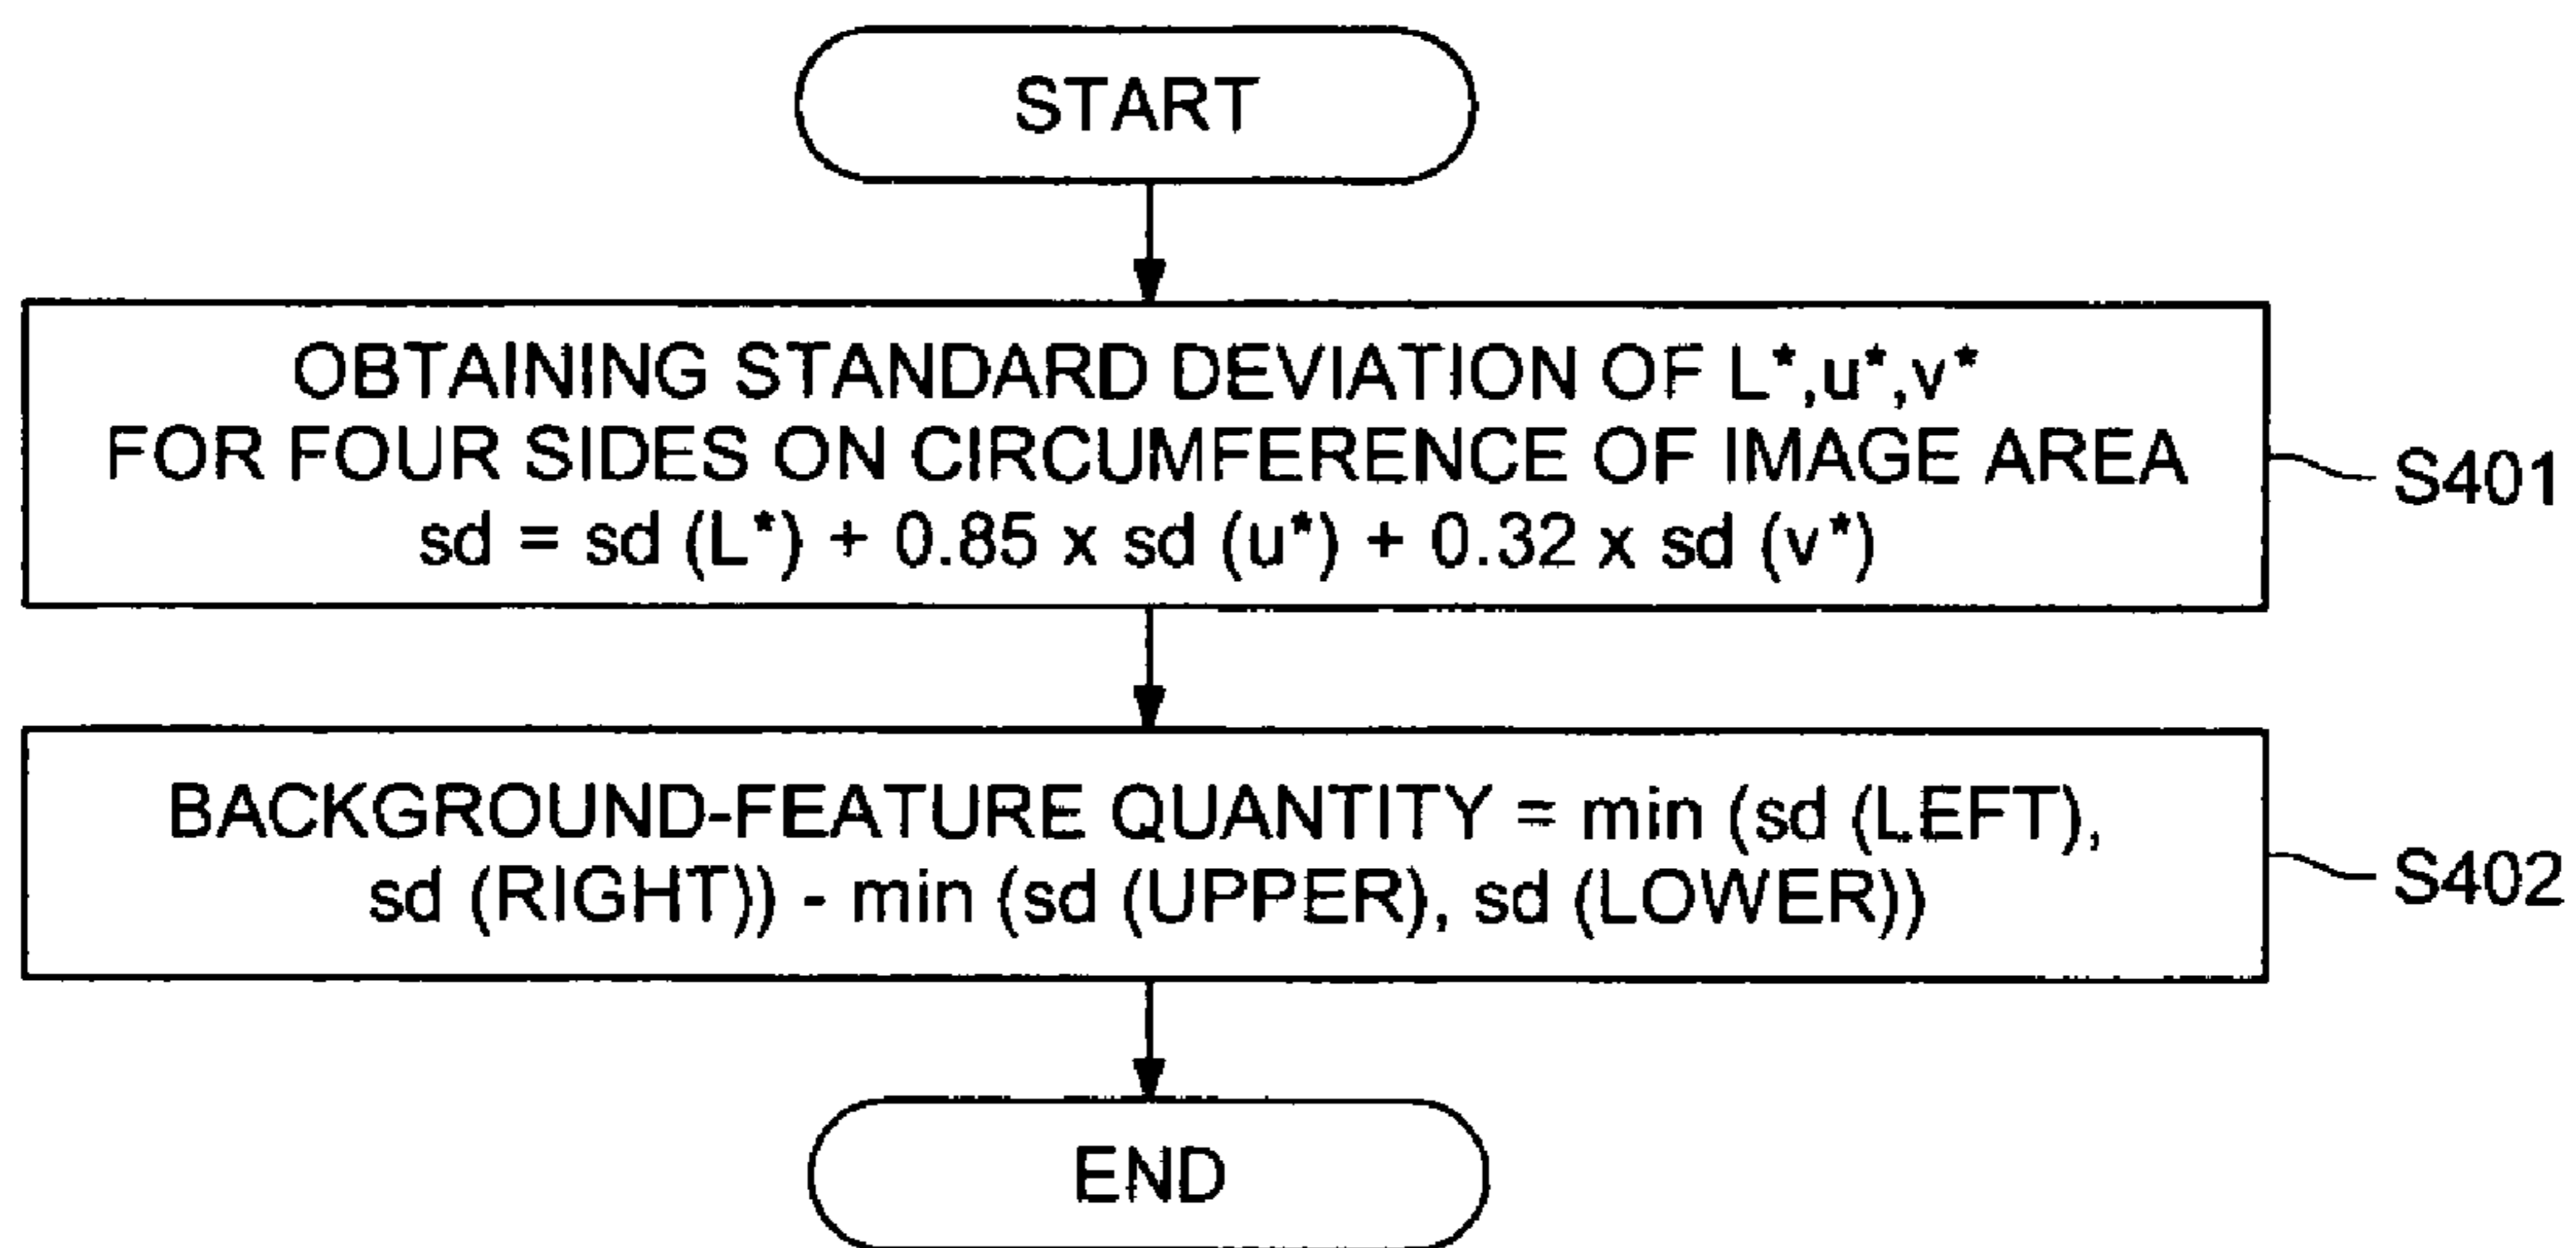 START
OBTAINING STANDARD DEVIATION OF L*,u*,v*
FOR FOUR SIDES ON CIRCUMFERENCE OF IMAGE AREA
sd = sd (L*) + 0.85 x sd (u*) + 0.32 x sd (v*)
S401
BACKGROUND-FEATURE QUANTITY = min (sd (LEFT),
sd (RIGHT)) - min (sd (UPPER), sd (LOWER))
S402
END